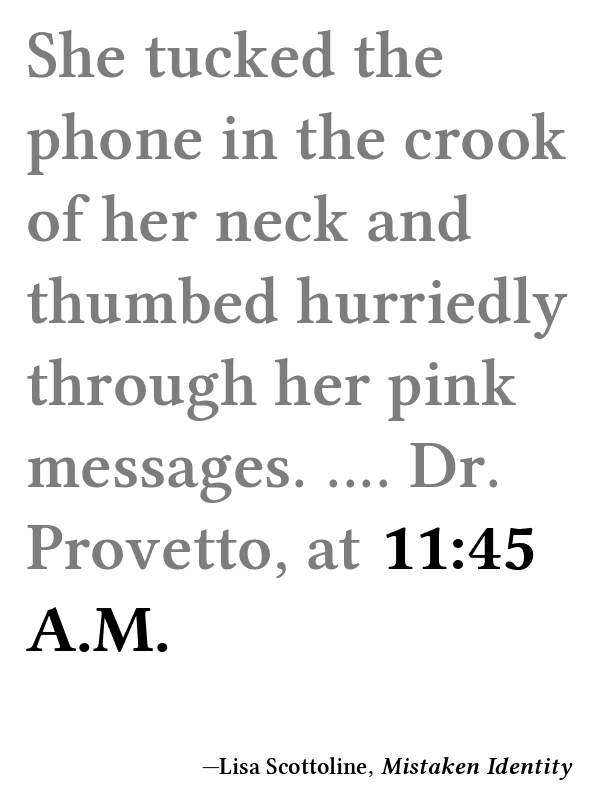 She tucked the
phone in the crook
of her neck and
thumbed hurriedly
through her pink
messages. .... Dr.
Provetto, at 11:45
A.M.
—Lisa Scottoline, Mistaken Identity